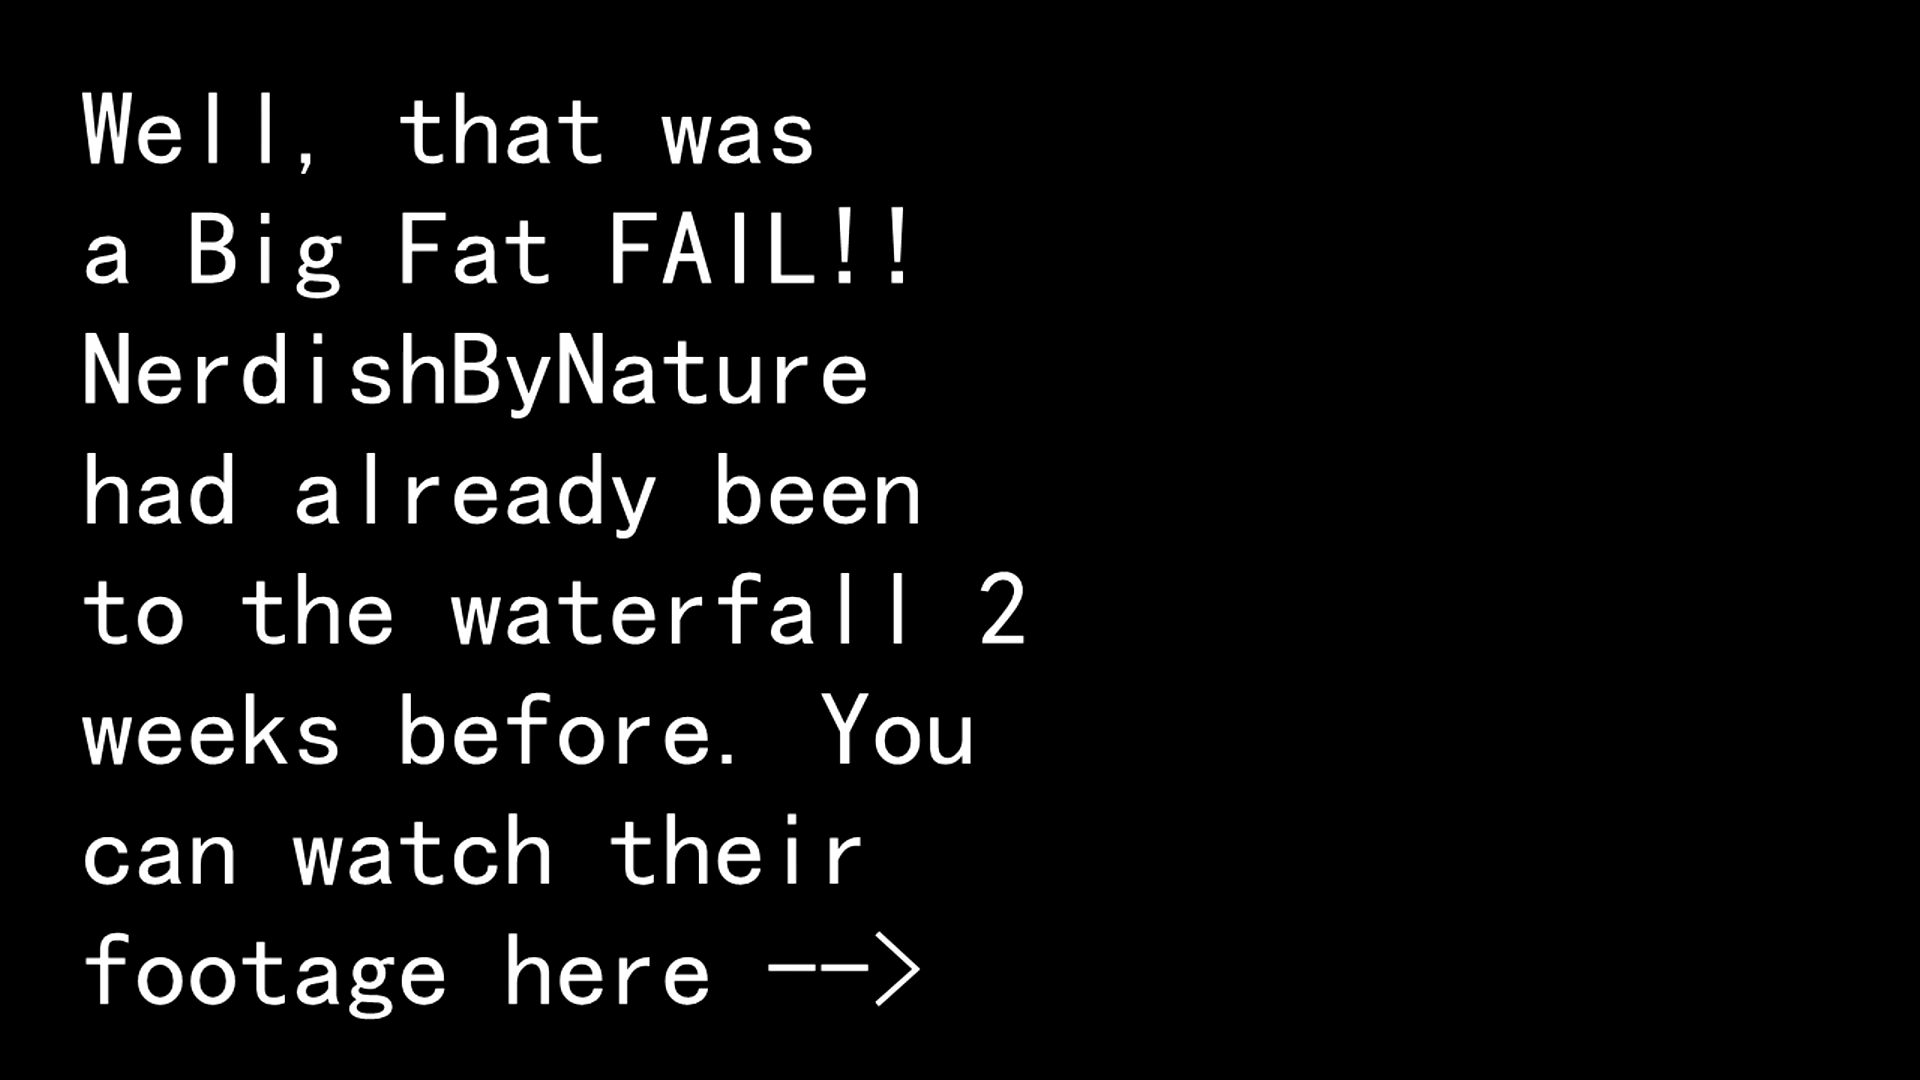 Well, that was
a Big Fat FAIL!!
NerdishByNature
had already been
to the waterfall 2
weeks before. You
can watch their
footage here -->